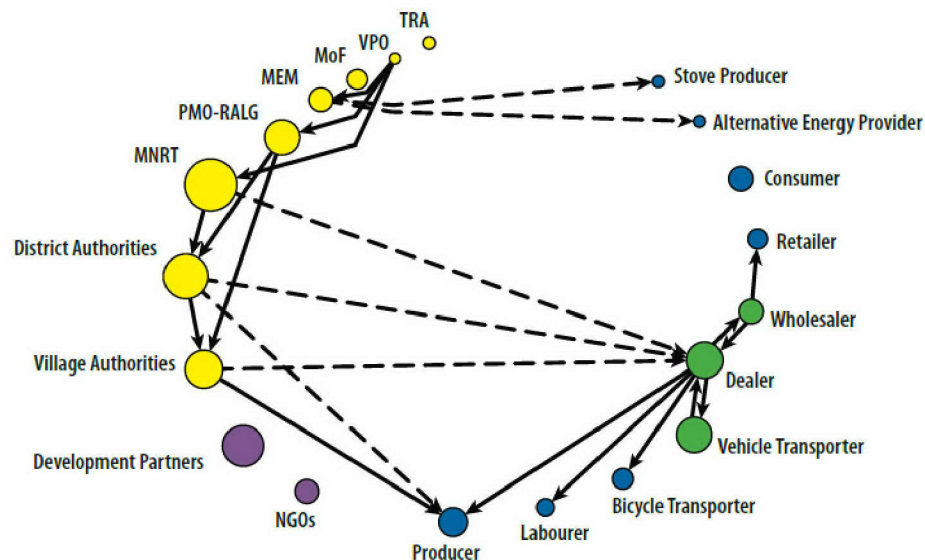 TRA
VPO
MoF
MEM
Stove Producer
PMO-RALG
Alternative Energy Provider
MNRT
Consumer
District Authorities
Retailer
Wholesaler
Village Authorities
Dealer
Vehicle Transporter
Development Partners
Bicycle Transporter
NGOs
Labourer
Producer